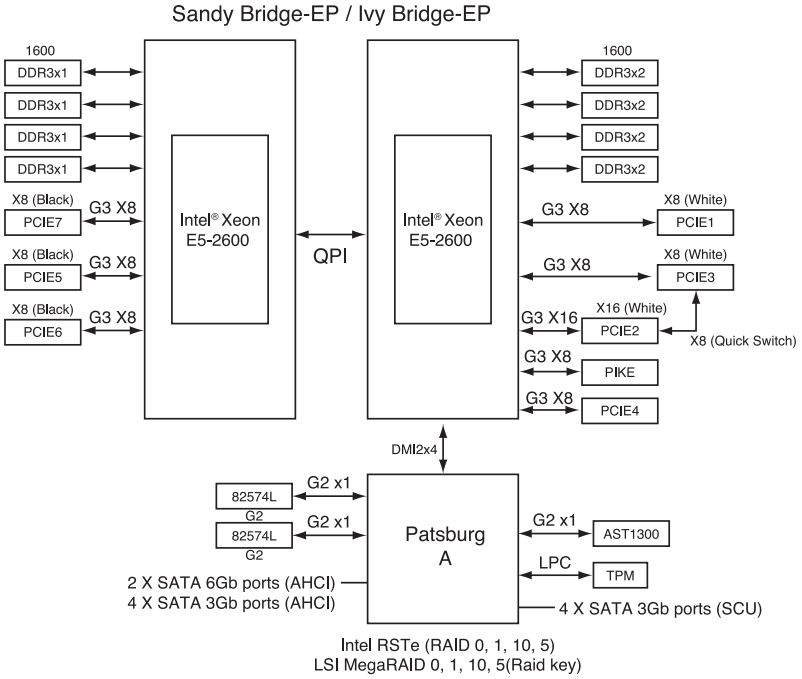 Sandy Bridge-EP / Ivy Bridge-EP
1600
DDR3x1
DDR3x1
DDR3x1
DDR3x1
X8 (Black)
PCIE7
G3 X8
X8 (Black)
PCIE5
G3 X8
X8 (Black)
PCIE6
G3 X8
Intel® Xeon
E5-2600
QPI
Intel® Xeon
E5-2600
1600
DDR3x2
DDR3x2
DDR3x2
DDR3x2
G3 X8
X8 (White)
PCIE1
G3 X8
X8 (White)
PCIE3
G3 X16
X16 (White)
PCIE2
X8 (Quick Switch)
G3 X8
PIKE
G3 X8
PCIE4
DMI2x4
82574L
G2
G2 x1
82574L
G2
G2 x1
Patsburg
A
G2 x1
AST1300
LPC
TPM
2 X SATA 6Gb ports (AHCI)
4 X SATA 3Gb ports (AHCI)
4 X SATA 3Gb ports (SCU)
Intel RSTe (RAID 0, 1, 10, 5)
LSI MegaRAID 0, 1, 10, 5(Raid key)